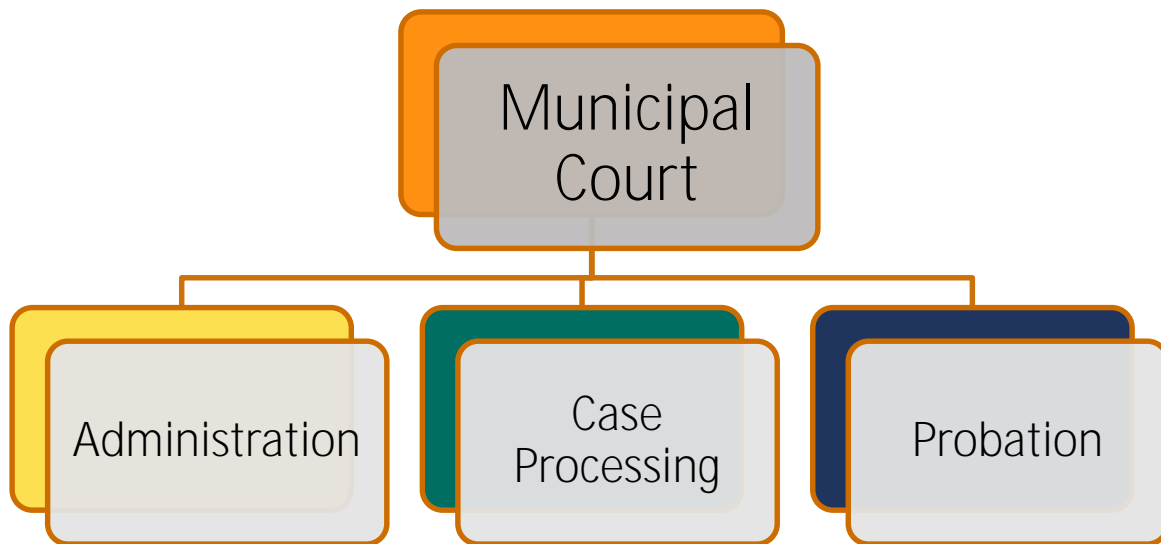 Municipal
Court
Administration
Case
Processing
Probation